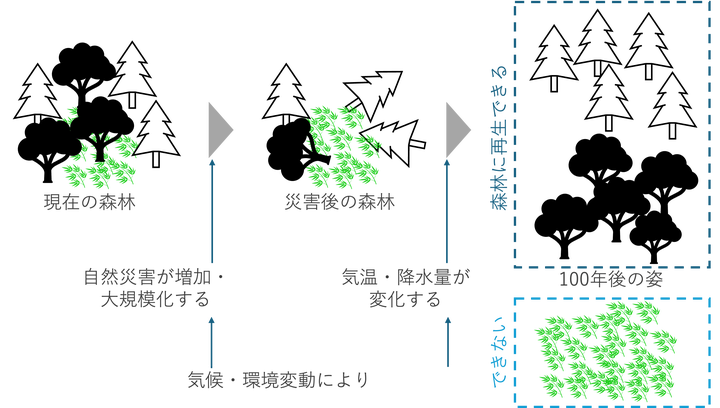 現在の森林
災害後の森林
森林に再生できる
100年後の姿
自然災害が増加・
大規模化する
気温・降水量が
変化する
できない
気候・環境変動により